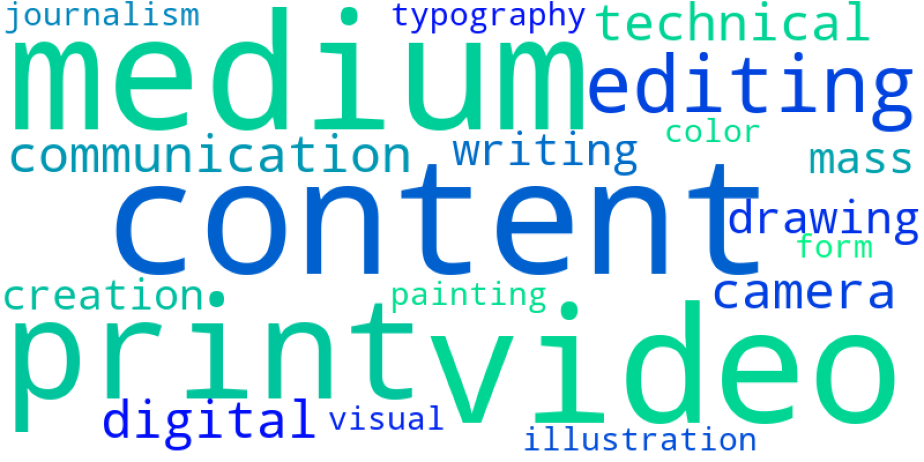 journalism typography technical
medium editing
communication writing color mass
content drawing
form
creation painting camera
print video
digital visual
illustration